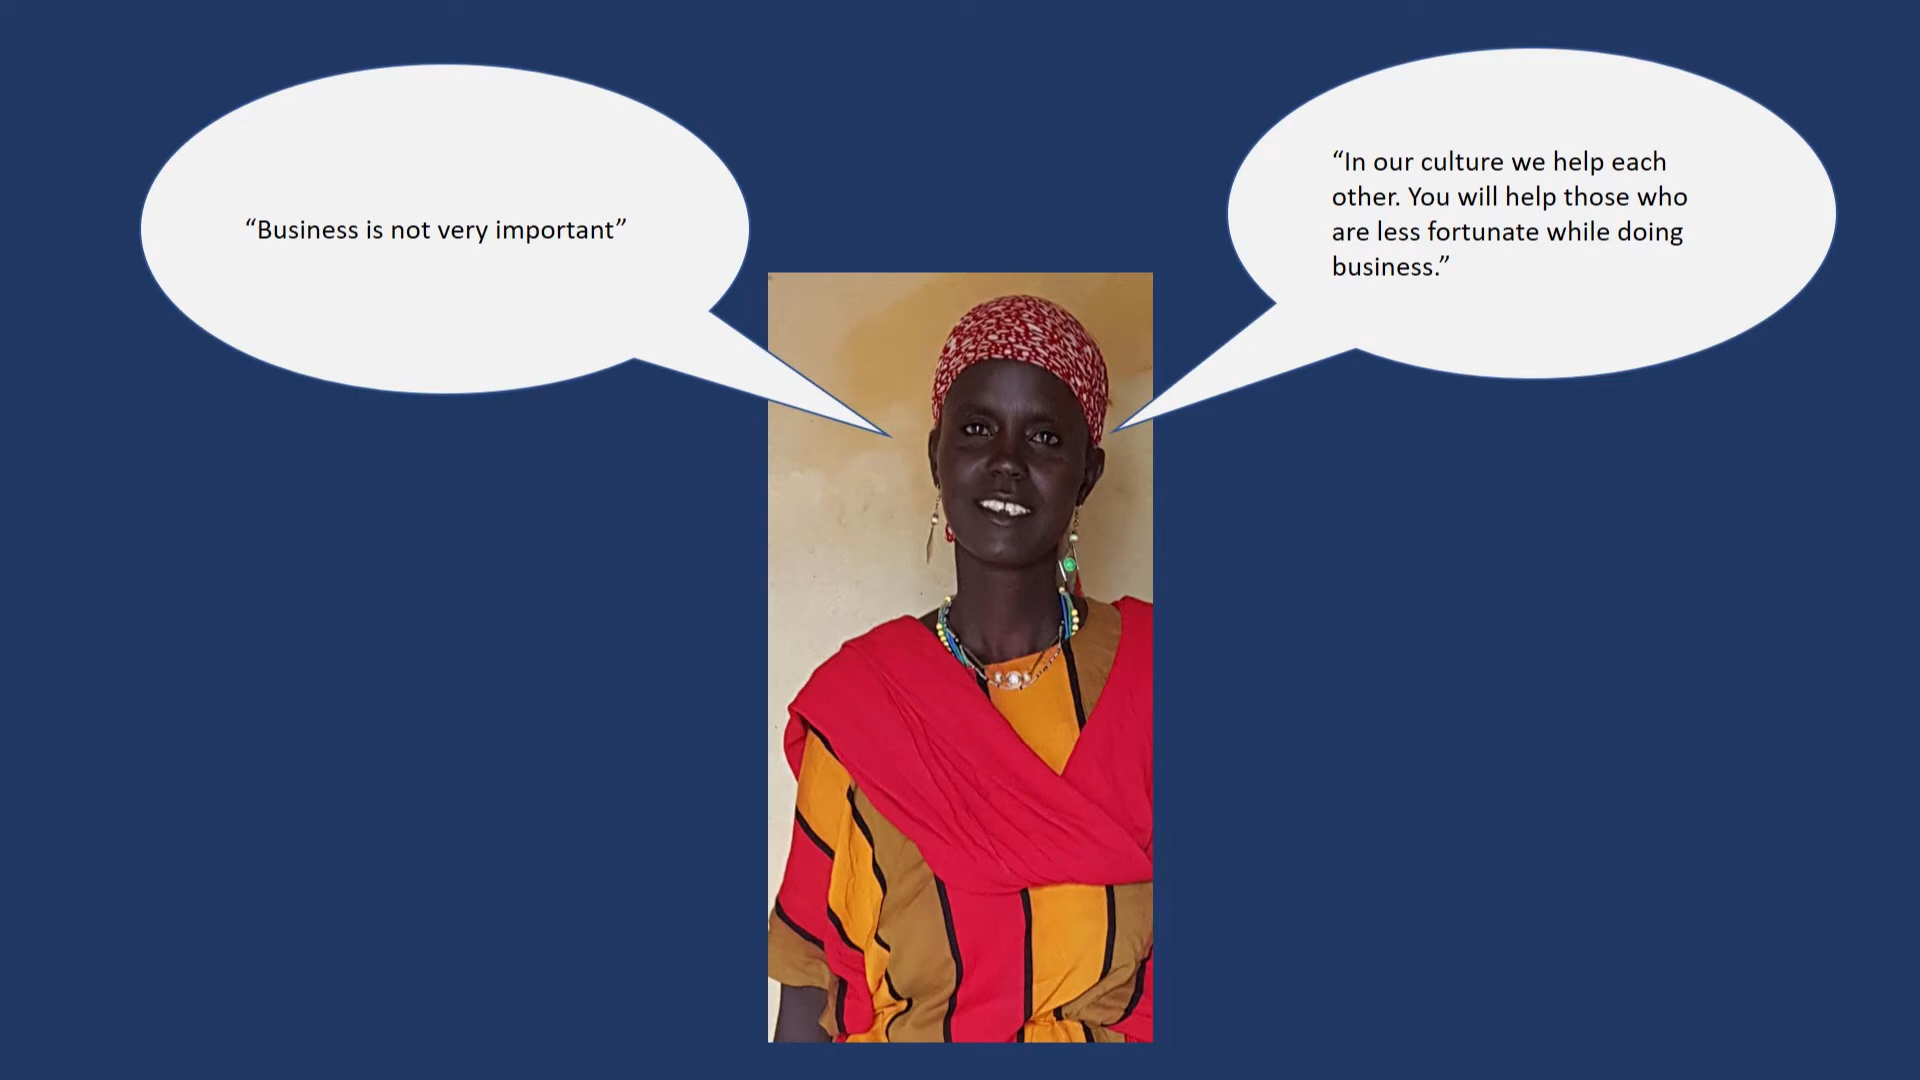 “Business is not very important”
“In our culture we help each
other. You will help those who
are less fortunate while doing
business.”